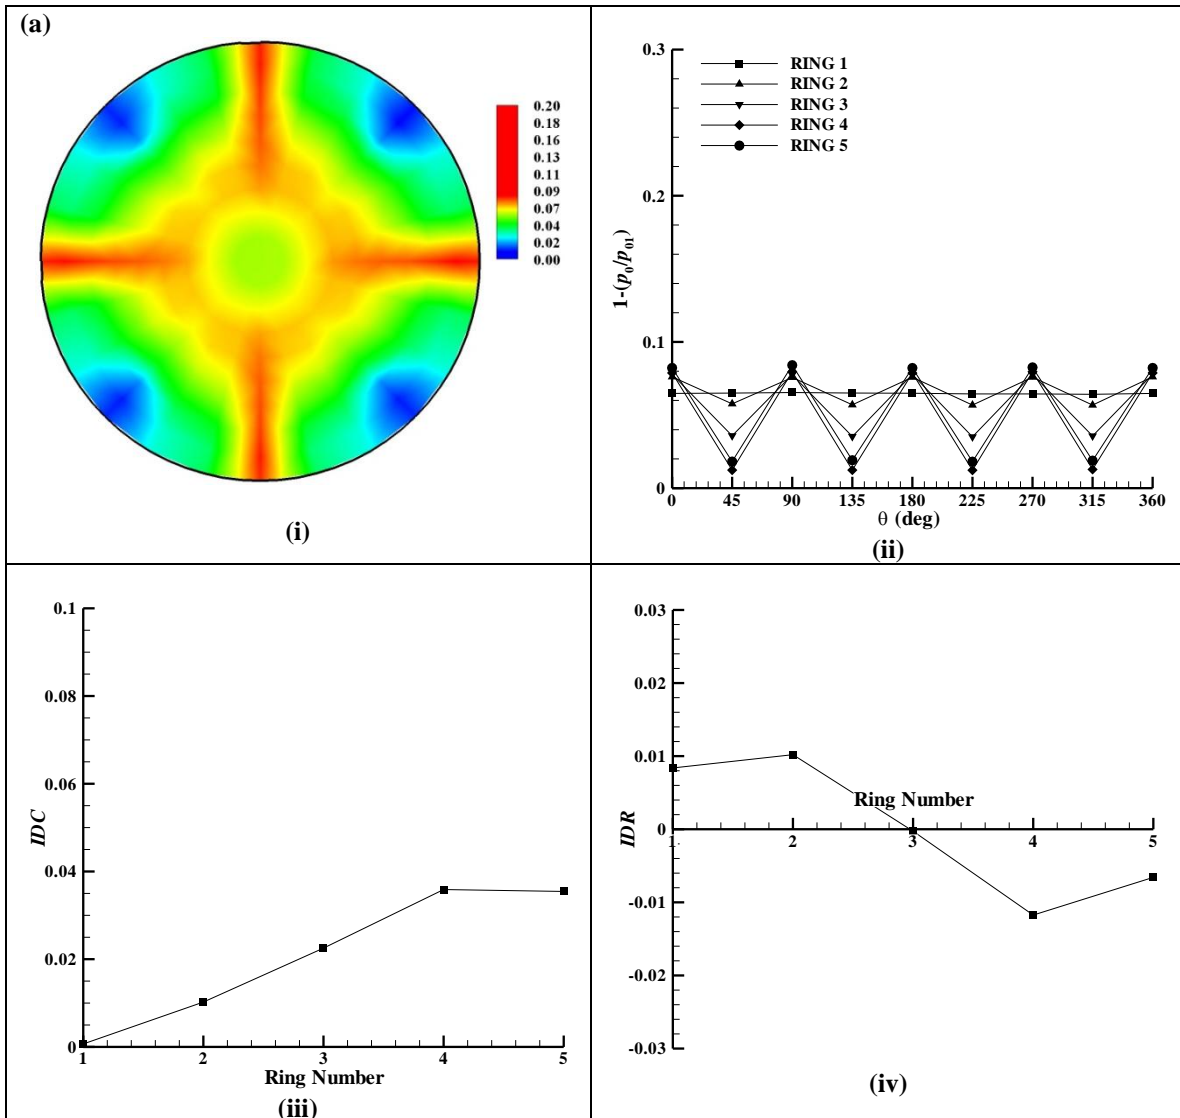 (a)
0.20
0.18
0.16
0.13
0.11
0.09
0.07
0.04
0.02
0.00
(i)
0.3
0.2
0.1
0
1-(p0/p01)
RING 1
RING 2
RING 3
RING 4
RING 5
0 45 90 135 180 225 270 315 360
θ (deg)
(ii)
0.1
0.08
0.06
0.04
0.02
0
IDC
1 2 3 4 5
Ring Number
(iii)
0.03
0.02
0.01
0
-0.01
-0.02
-0.03
IDR
Ring Number
1 2 3 4 5
(iv)